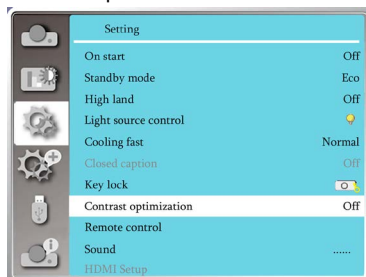 Setting
On start Off
Standby mode Eco
High land Off
Light source control
Cooling fast Normal
Closed caption Off
Key lock
Contrast optimization Off
Remote control
Sound ......
HDMI Setup